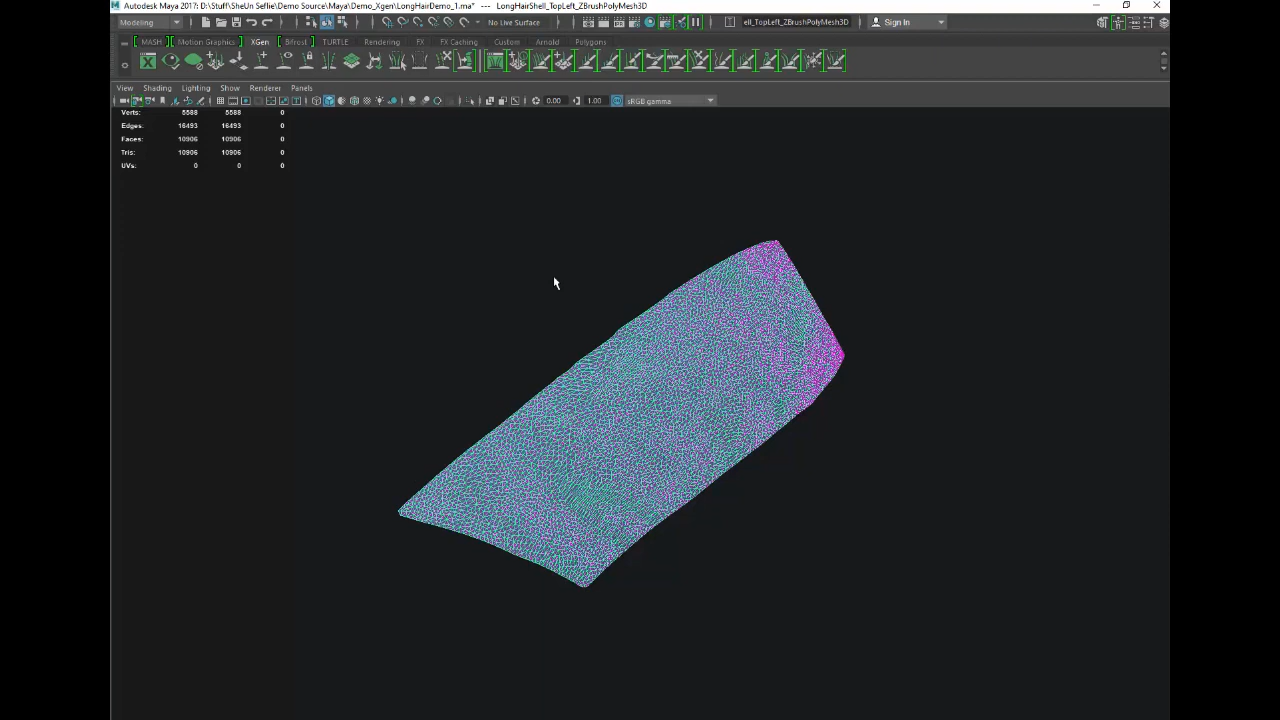 Autodesk Maya 2017: D:\Stuff\SheUn Seflie\Demo Source\Maya\Demo_Xgen\LongHairDemo_1.ma* --- LongHairShell_TopLeft_ZBrushPolyMesh3D
Modeling No Live Surface ell_TopLeft_ZBrushPolyMesh3D Sign In
MASH Motion Graphics XGen Bifrost TURTLE Rendering FX FX Caching Custom Arnold Polygons
View Shading Lighting Show Renderer Panels
0.00 1.00 sRGB gamma
Verts: 5588 5588 0
Edges: 16493 16493 0
Faces: 10906 10906 0
Tris: 10906 10906 0
UVs: 0 0 0